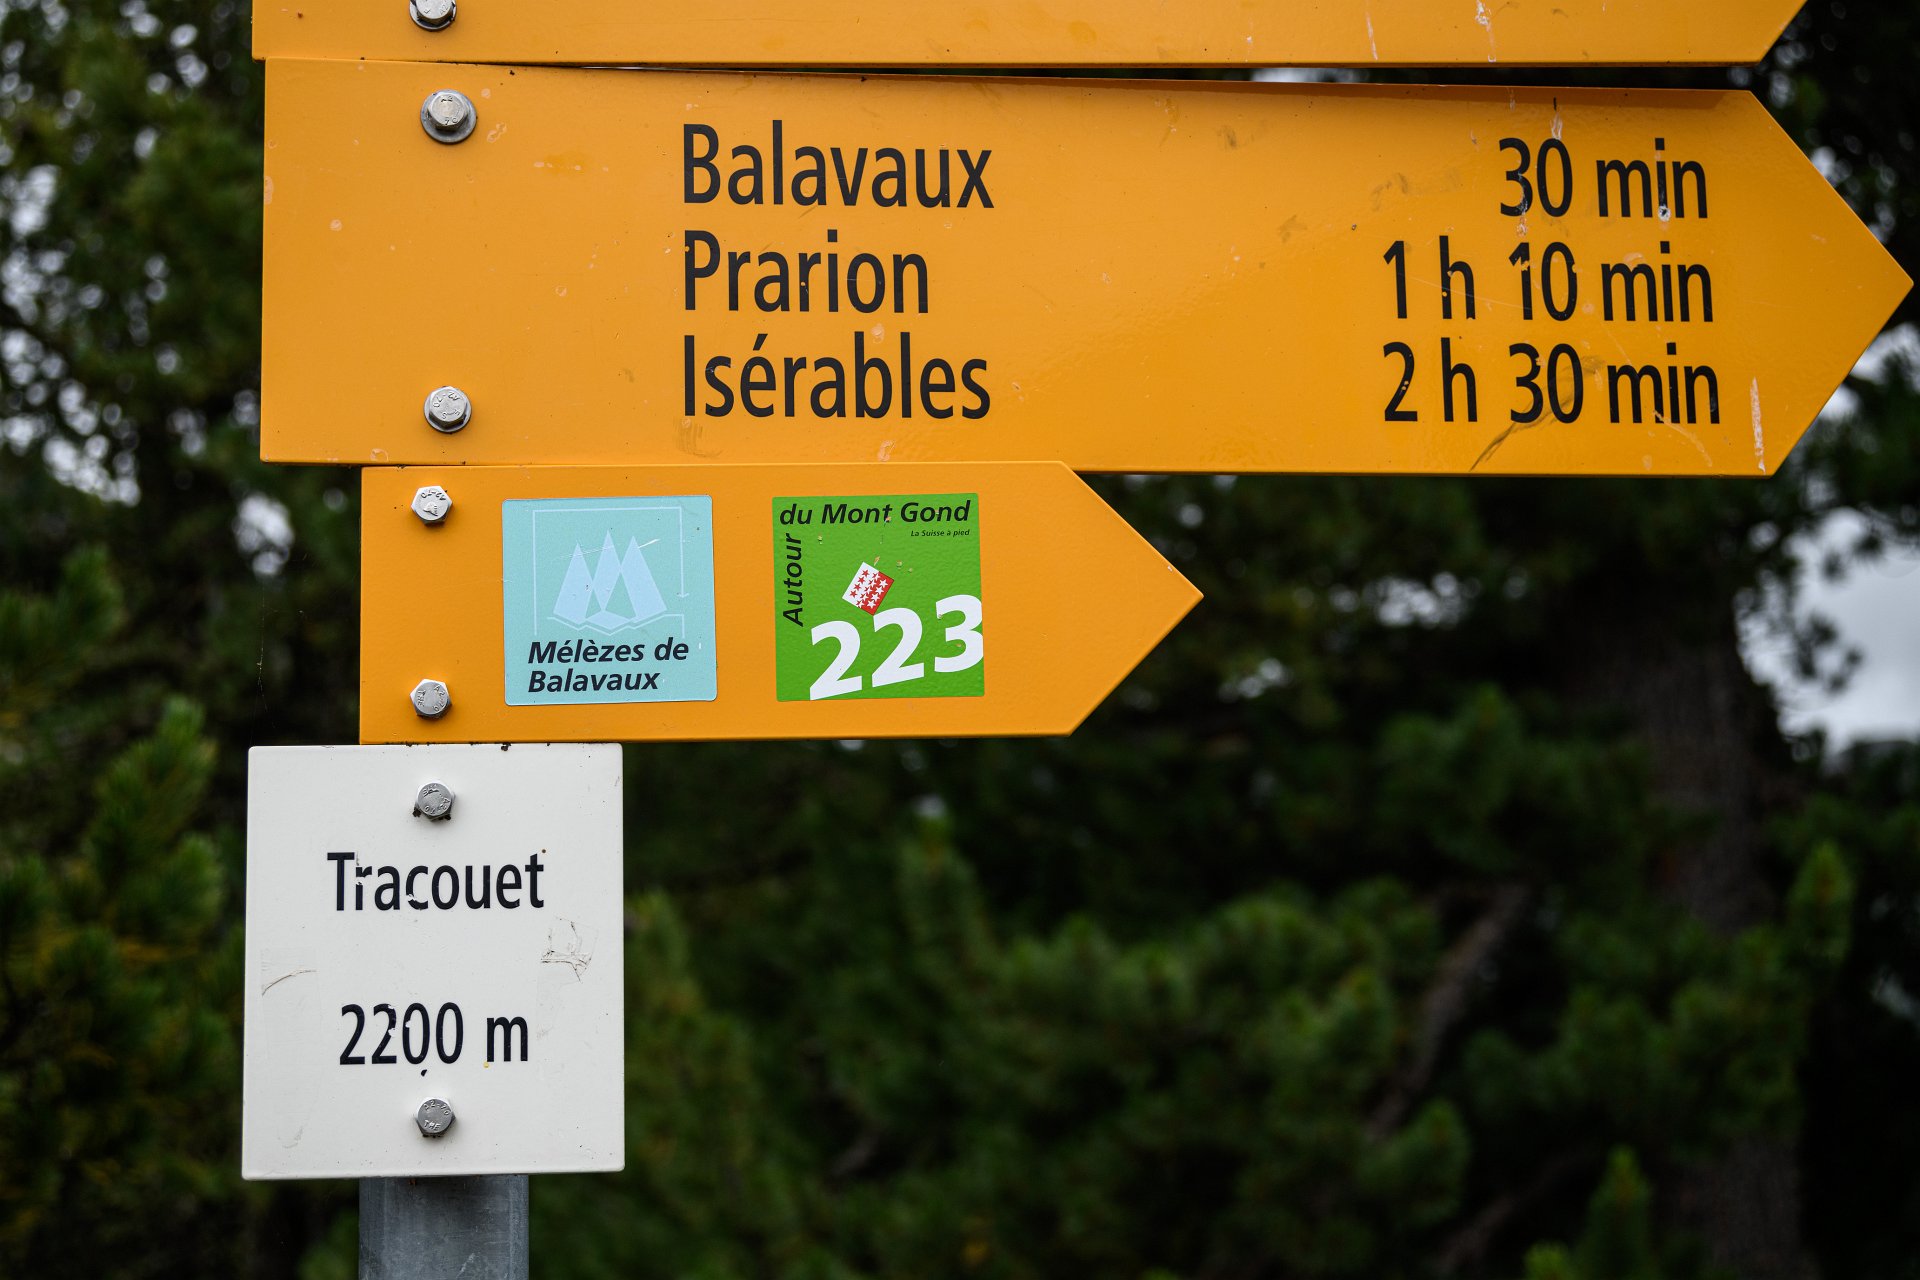 Balavaux 30 min
Prarion 1 h 10 min
Isérables 2 h 30 min
Mélèzes de
Balavaux
Autour
du Mont Gond
La Suisse à pied
223
Tracouet
2200 m